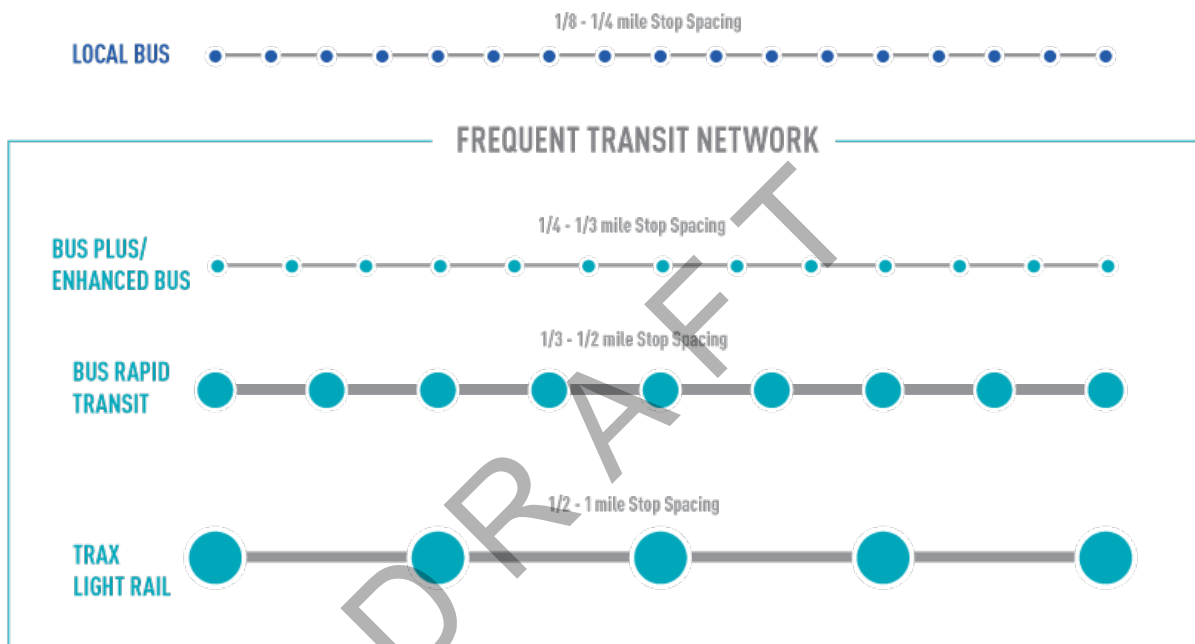 1/8 - 1/4 mile Stop Spacing
LOCAL BUS
FREQUENT TRANSIT NETWORK
1/4 - 1/3 mile Stop Spacing
BUS PLUS/
ENHANCED BUS
1/3 - 1/2 mile Stop Spacing
BUS RAPID
TRANSIT
1/2 - 1 mile Stop Spacing
TRAX
LIGHT RAIL
DRAFT